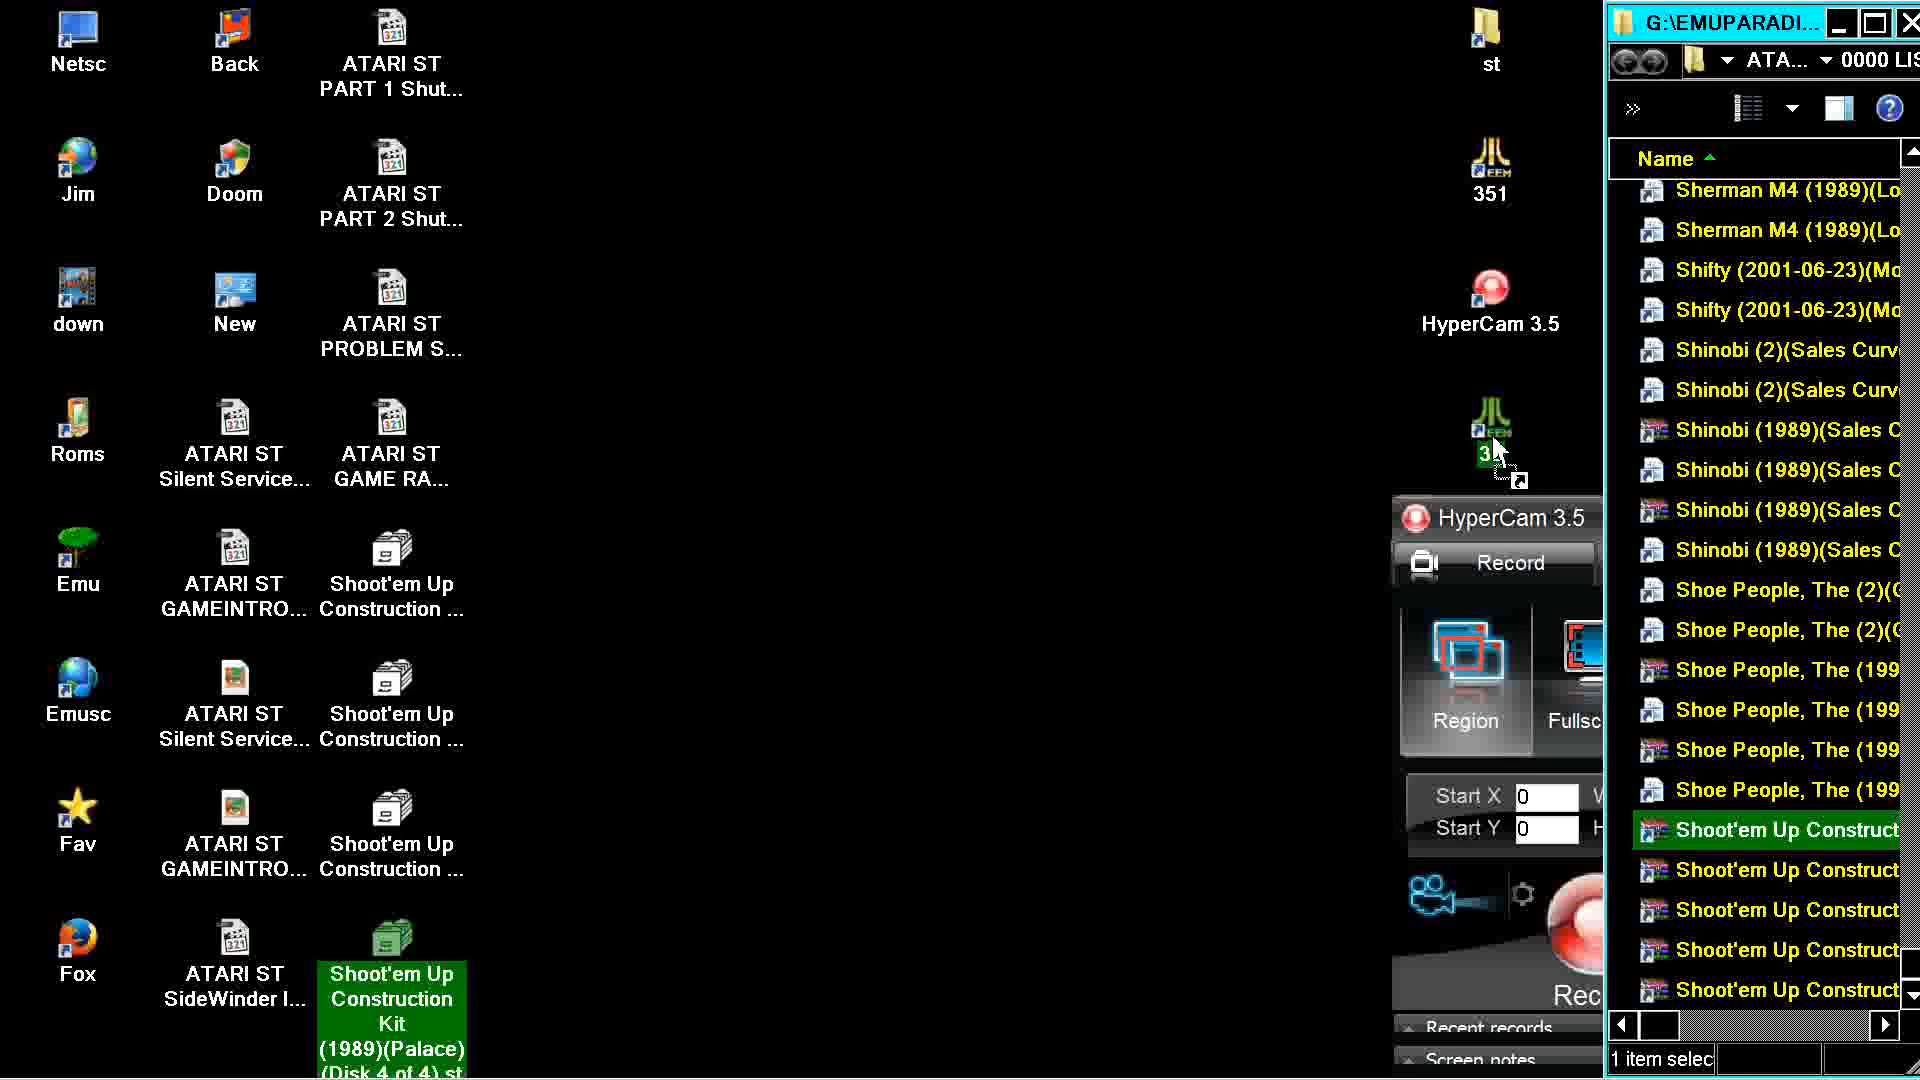 Netsc
Back
ATARI ST
PART 1 Shut...
Jim
Doom
ATARI ST
PART 2 Shut...
down
New
ATARI ST
PROBLEM S...
Roms
ATARI ST
Silent Service...
ATARI ST
GAME RA...
Emu
ATARI ST
GAMEINTRO...
Shoot'em Up
Construction ...
Emusc
ATARI ST
Silent Service...
Shoot'em Up
Construction ...
Fav
ATARI ST
GAMEINTRO...
Shoot'em Up
Construction ...
Fox
ATARI ST
SideWinder I...
Shoot'em Up
Construction
Kit
(1989)(Palace)
(Disk 4 of 4).st
st
351
HyperCam 3.5
HyperCam 3.5
Record
Region
Fullsc
Start X 0
Start Y 0
Rec
Recent records
Screen notes
G:\EMUPARADI...
ATA... 0000 LIS
Name
Sherman M4 (1989)(Lo
Sherman M4 (1989)(Lo
Shifty (2001-06-23)(Mo
Shifty (2001-06-23)(Mo
Shinobi (2)(Sales Curv
Shinobi (2)(Sales Curv
Shinobi (1989)(Sales C
Shinobi (1989)(Sales C
Shinobi (1989)(Sales C
Shinobi (1989)(Sales C
Shoe People, The (2)(
Shoe People, The (2)(
Shoe People, The (199
Shoe People, The (199
Shoe People, The (199
Shoe People, The (199
Shoot'em Up Construct
Shoot'em Up Construct
Shoot'em Up Construct
Shoot'em Up Construct
Shoot'em Up Construct
1 item selec